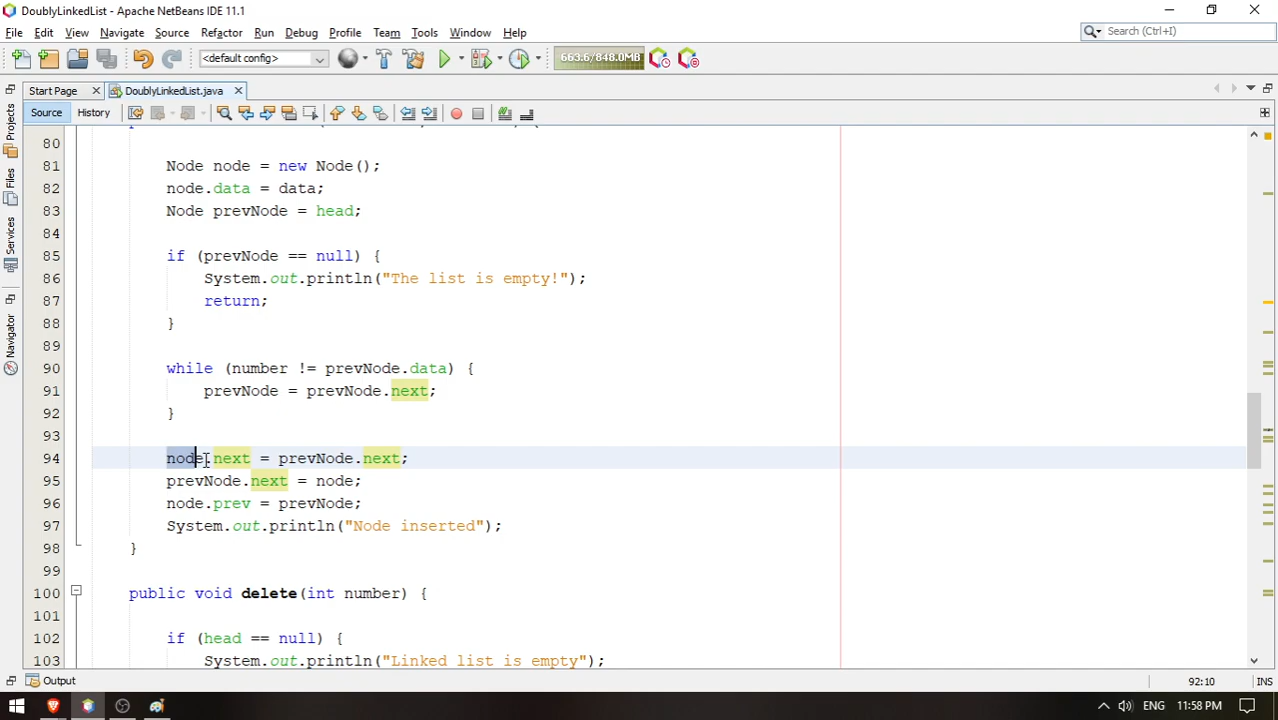 DoublyLinkedList - Apache NetBeans IDE 11.1
File Edit View Navigate Source Refactor Run Debug Profile Team Tools Window Help
Search (Ctrl+I)
<default config>
663.6/848.0MB
Start Page
DoublyLinkedList.java
Source History
Projects
Files
Services
Navigator
80
81 Node node = new Node();
82 node.data = data;
83 Node prevNode = head;
84
85 if (prevNode == null) {
86 System.out.println("The list is empty!");
87 return;
88 }
89
90 while (number != prevNode.data) {
91 prevNode = prevNode.next;
92 }
93
94 node.next = prevNode.next;
95 prevNode.next = node;
96 node.prev = prevNode;
97 System.out.println("Node inserted");
98 }
99
100 public void delete(int number) {
101
102 if (head == null) {
103 System.out.println("Linked list is empty");
Output
92:10
INS
ENG
11:58 PM